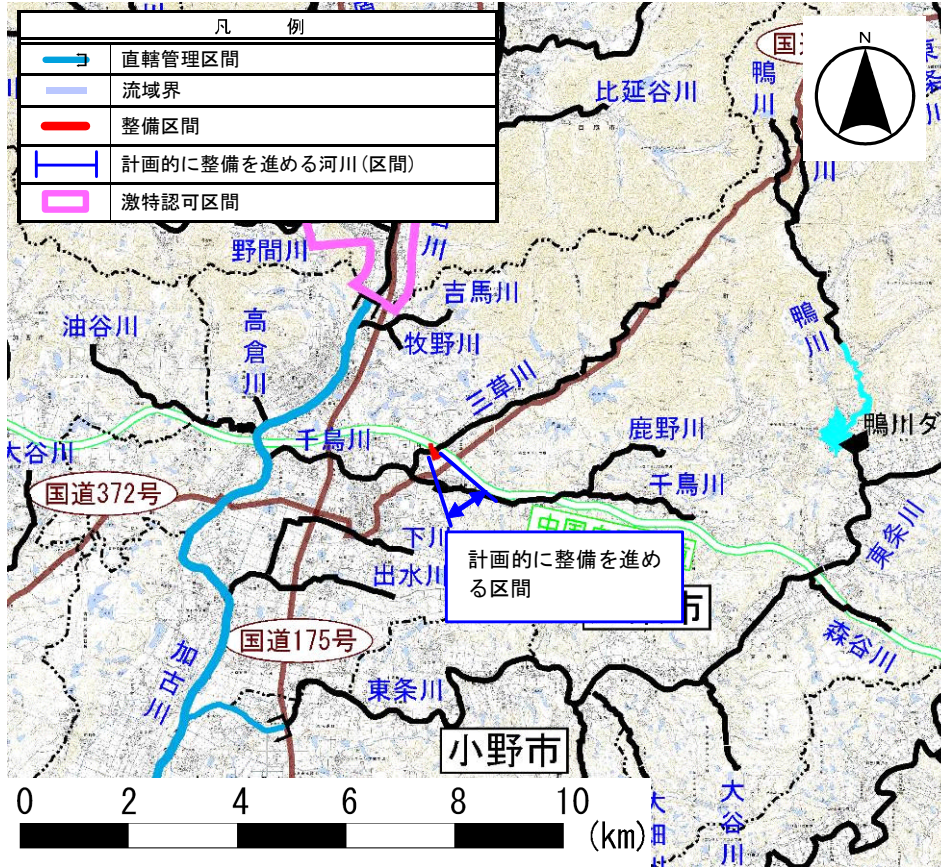 凡 例
直轄管理区間
流域界
整備区間
計画的に整備を進める河川(区間)
激特認可区間
N
鴨川
川
比延谷川
野間川
川
吉馬川
牧野川
油谷川
高倉川
三草川
鴨川
鴨川ダ
千鳥川
鹿野川
千鳥川
大谷川
国道372号
下川
出水川
計画的に整備を進め
る区間
市
東条川
森谷川
国道175号
加古川
東条川
小野市
大谷川
0 2 4 6 8 10
(km)